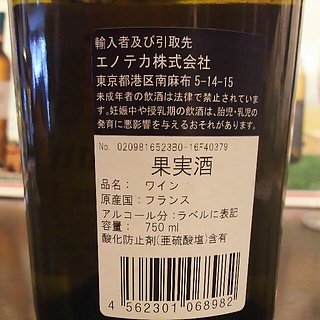 輸入者及び引取先
エノテカ株式会社
東京都港区南麻布 5-14-15
未成年者の飲酒は法律で禁止されていま
す。妊娠中や授乳期の飲酒は、胎児・乳児の
発育に悪影響を与えるおそれがあります。
No. 0209816523B0-16F40379
果実酒
品名： ワイン
原産国：フランス
アルコール分：ラベルに表記
容量： 750 ml
酸化防止剤(亜硫酸塩)含有
4 562301 068982